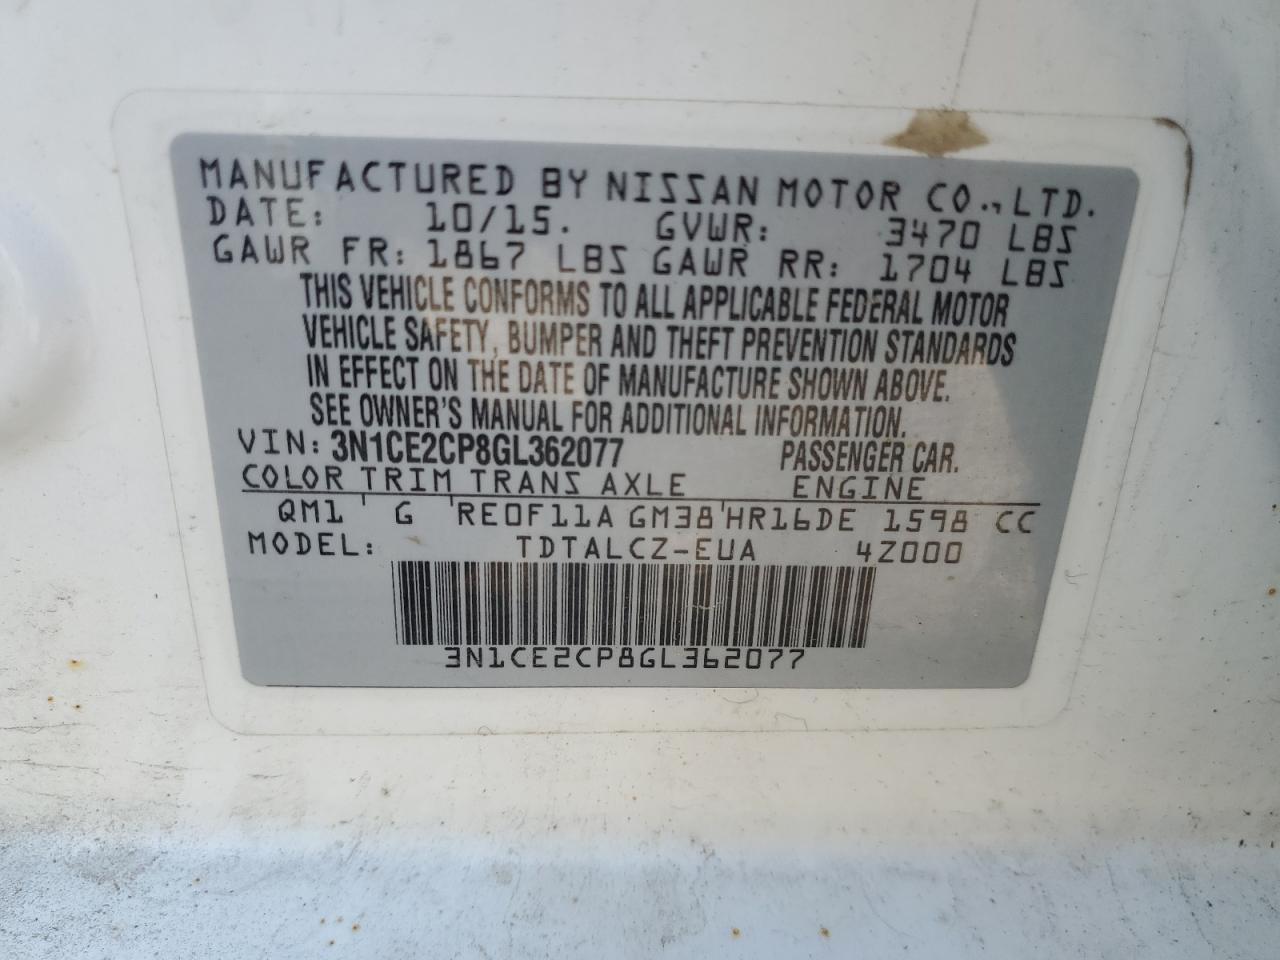 MANUFACTURED BY NISSAN MOTOR CO., LTD.
DATE: 10/15. GVWR: 3470 LBS
GAWR FR: 1867 LBS GAWR RR: 1704 LBS
THIS VEHICLE CONFORMS TO ALL APPLICABLE FEDERAL MOTOR
VEHICLE SAFETY, BUMPER AND THEFT PREVENTION STANDARDS
IN EFFECT ON THE DATE OF MANUFACTURE SHOWN ABOVE.
SEE OWNER'S MANUAL FOR ADDITIONAL INFORMATION.
VIN: 3N1CE2CP8GL362077 PASSENGER CAR.
COLOR TRIM TRANS AXLE ENGINE
QM1 G RE0F11A GM38 HR16DE 1598 CC
MODEL: TDTALCZ-EUA 4Z000
3N1CE2CP8GL362077